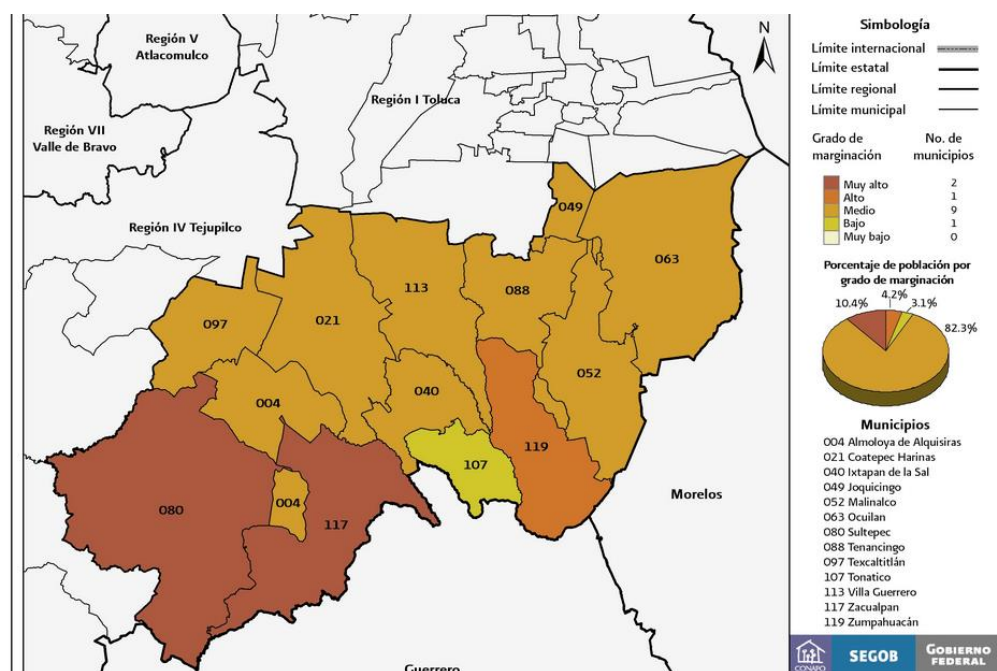 Región V
Atlacomulco
N
Región I Toluca
Región VII
Valle de Bravo
Región IV Tejupilco
049
063
113
088
097
021
052
004
040
119
107
080
004
117
Morelos
Guerrero
Simbología
Límite internacional
Límite estatal
Límite regional
Límite municipal
Grado de marginación
No. de municipios
Muy alto 2
Alto 1
Medio 9
Bajo 1
Muy bajo 0
Porcentaje de población por
grado de marginación
4.2%
10.4%
3.1%
82.3%
Municipios
004 Almoloya de Alquisiras
021 Coatepec Harinas
040 Ixtapan de la Sal
049 Joquicingo
052 Malinalco
063 Ocuilan
080 Sultepec
088 Tenancingo
097 Texcaltitlán
107 Tonatico
113 Villa Guerrero
117 Zacualpan
119 Zumpahuacán
CONAPO
SEGOB
GOBIERNO
FEDERAL